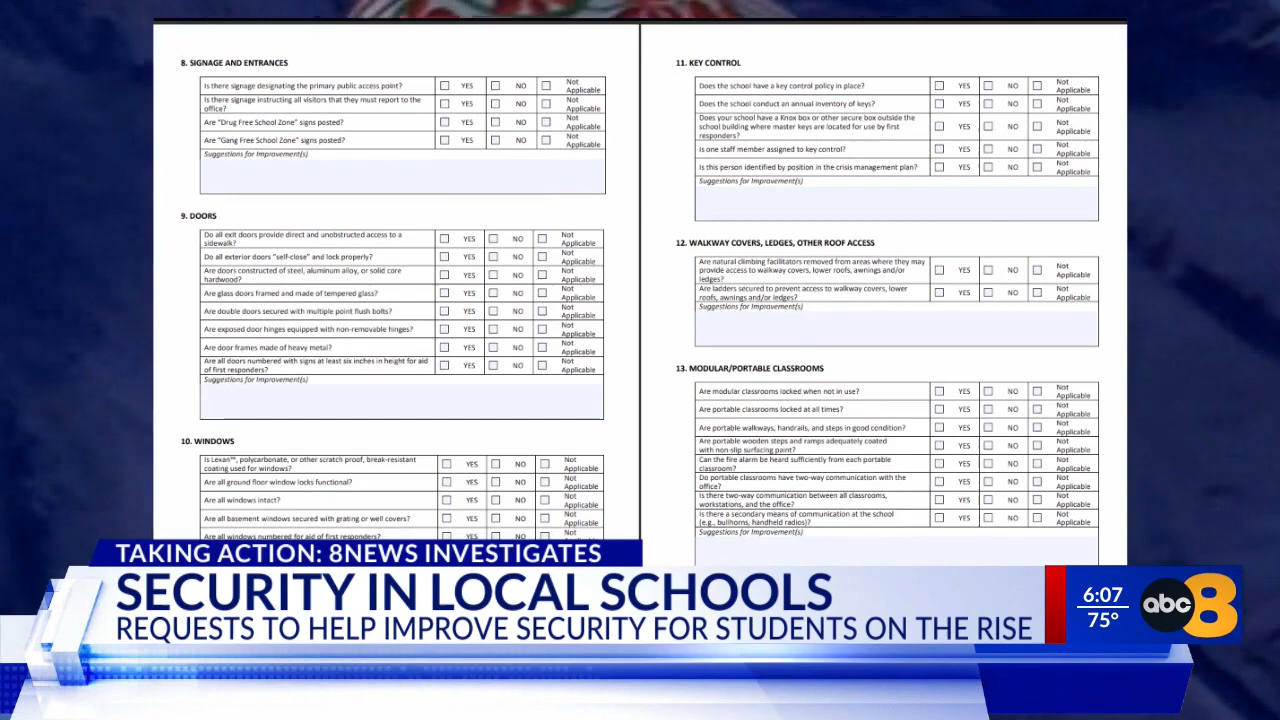 8. SIGNAGE AND ENTRANCES
Is there signage designating the primary public access point? YES NO Not Applicable
Is there signage instructing all visitors that they must report to the
office? YES NO Not Applicable
Are “Drug Free School Zone” signs posted? YES NO Not Applicable
Are “Gang Free School Zone” signs posted? YES NO Not Applicable
Suggestions for Improvement(s)
9. DOORS
Do all exit doors provide direct and unobstructed access to a
sidewalk? YES NO Not Applicable
Do all exterior doors “self-close” and lock properly? YES NO Not Applicable
Are doors constructed of steel, aluminum alloy, or solid core
hardwood? YES NO Not Applicable
Are glass doors framed and made of tempered glass? YES NO Not Applicable
Are double doors secured with multiple point flush bolts? YES NO Not Applicable
Are exposed door hinges equipped with non-removable hinges? YES NO Not Applicable
Are door frames made of heavy metal? YES NO Not Applicable
Are all doors numbered with signs at least six inches in height for aid
of first responders? YES NO Not Applicable
Suggestions for Improvement(s)
10. WINDOWS
Is Lexan™, polycarbonate, or other scratch proof, break-resistant
coating used for windows? YES NO Not Applicable
Are all ground floor window locks functional? YES NO Not Applicable
Are all windows intact? YES NO Not Applicable
Are all basement windows secured with grating or well covers? YES NO Not Applicable
Are all windows numbered for aid of first responders? YES NO Not
11. KEY CONTROL
Does the school have a key control policy in place? YES NO Not Applicable
Does the school conduct an annual inventory of keys? YES NO Not Applicable
Does your school have a Knox box or other secure box outside the
school building where master keys are located for use by first
responders? YES NO Not Applicable
Is one staff member assigned to key control? YES NO Not Applicable
Is this person identified by position in the crisis management plan? YES NO Not Applicable
Suggestions for Improvement(s)
12. WALKWAY COVERS, LEDGES, OTHER ROOF ACCESS
Are natural climbing facilitators removed from areas where they may
provide access to walkway covers, lower roofs, awnings and/or
ledges? YES NO Not Applicable
Are ladders secured to prevent access to walkway covers, lower
roofs, awnings and/or ledges? YES NO Not Applicable
Suggestions for Improvement(s)
13. MODULAR/PORTABLE CLASSROOMS
Are modular classrooms locked when not in use? YES NO Not Applicable
Are portable classrooms locked at all times? YES NO Not Applicable
Are portable walkways, handrails, and steps in good condition? YES NO Not Applicable
Are portable wooden steps and ramps adequately coated
with non-slip surfacing paint? YES NO Not Applicable
Can the fire alarm be heard sufficiently from each portable
classroom? YES NO Not Applicable
Do portable classrooms have two-way communication with the
office? YES NO Not Applicable
Is there two-way communication between all classrooms,
workstations, and the office? YES NO Not Applicable
Is there a secondary means of communication at the school
(e.g., bullhorns, handheld radios)? YES NO Not Applicable
Suggestions for Improvement(s)
TAKING ACTION: 8NEWS INVESTIGATES
SECURITY IN LOCAL SCHOOLS
REQUESTS TO HELP IMPROVE SECURITY FOR STUDENTS ON THE RISE
6:07
75°
abc 8